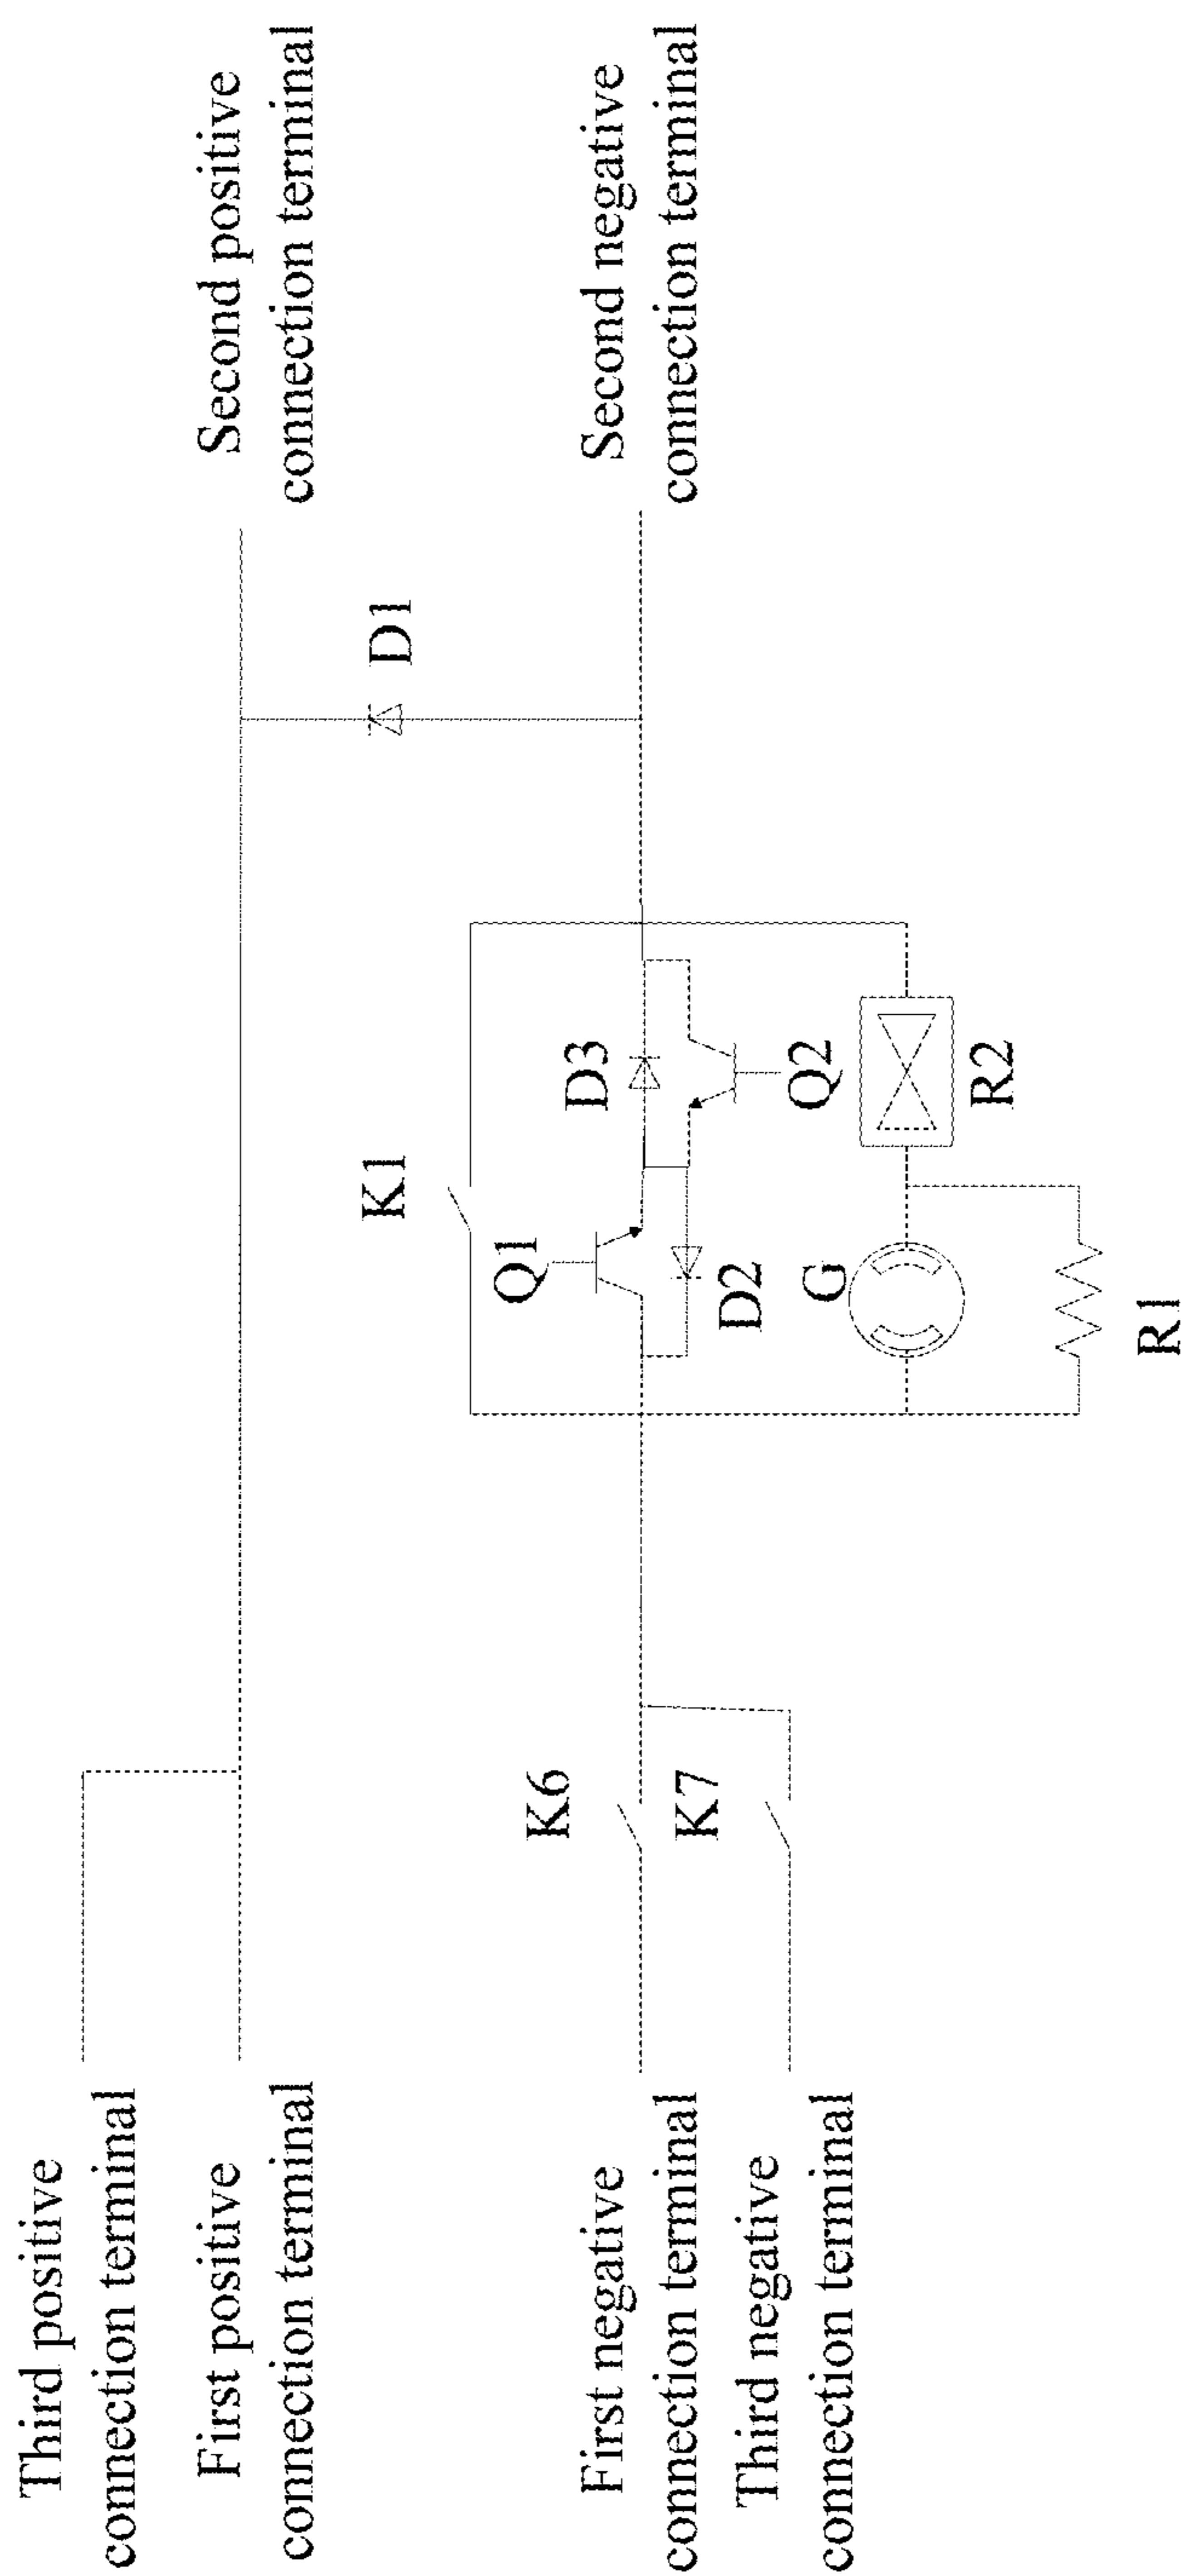 Third positive
connection terminal
First positive
connection terminal
Second positive
connection terminal
D1
K1
Q1
D3
D2
Q2
G
R2
R1
K6
K7
First negative
connection terminal
Third negative
connection terminal
Second negative
connection terminal